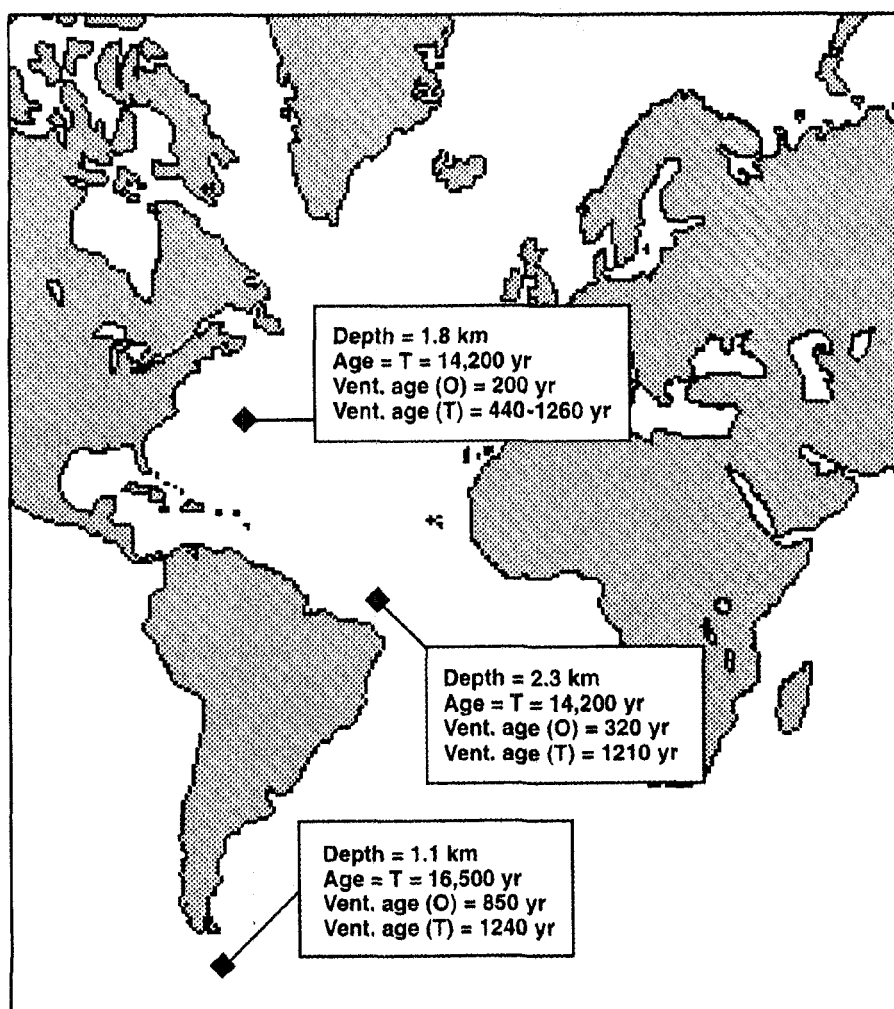 Depth = 1.8 km
Age = T = 14,200 yr
Vent. age (O) = 200 yr
Vent. age (T) = 440-1260 yr
Depth = 2.3 km
Age = T = 14,200 yr
Vent. age (O) = 320 yr
Vent. age (T) = 1210 yr
Depth = 1.1 km
Age = T = 16,500 yr
Vent. age (O) = 850 yr
Vent. age (T) = 1240 yr